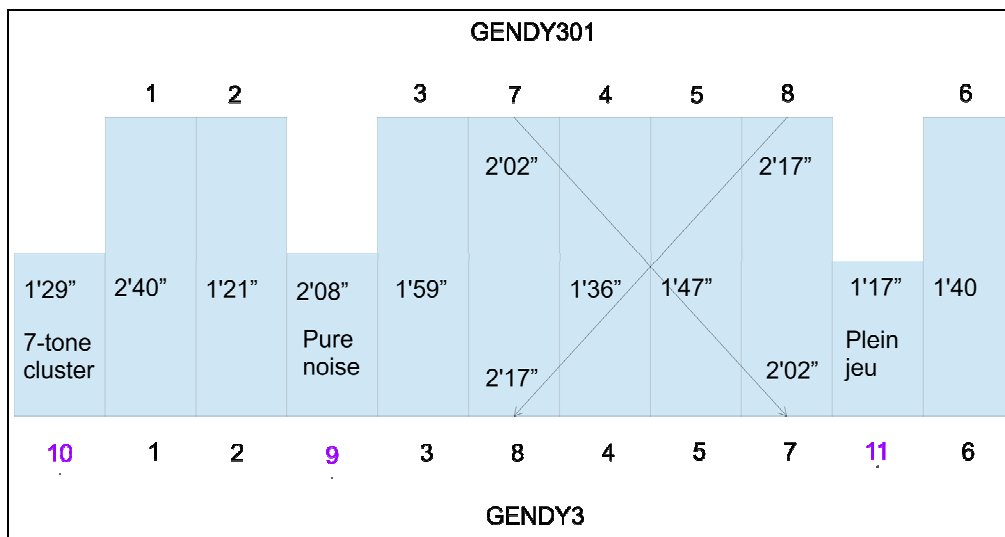 GENDY301
1 2 3 7 4 5 8 6
2'02” 2'17”
1'29” 2'40” 1'21” 2'08” 1'59” 1'36” 1'47” 1'17” 1'40
7-tone Pure Plein
cluster noise jeu
2'17” 2'02”
10 1 2 9 3 8 4 5 7 11 6
GENDY3